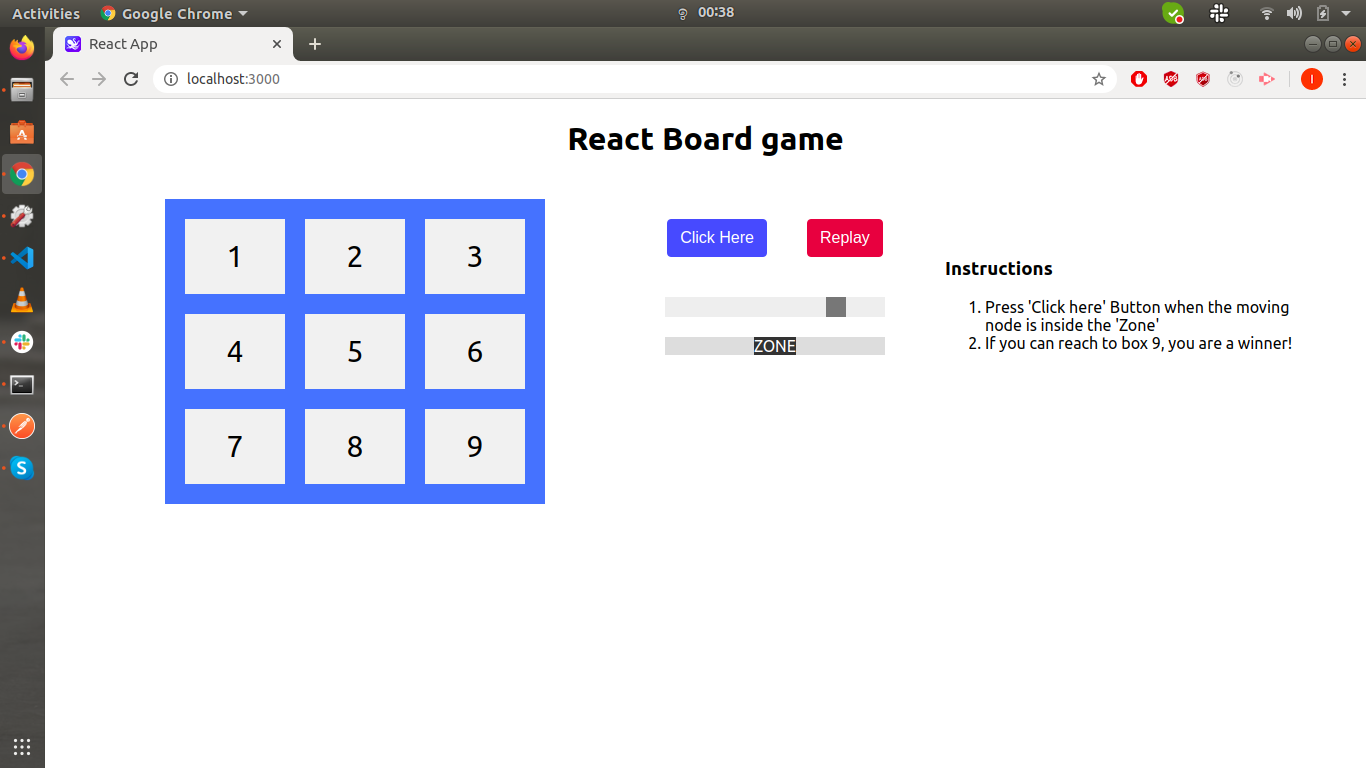 Activities
Google Chrome
00:38
React App
localhost:3000
React Board game
1 2 3
4 5 6
7 8 9
Click Here
Replay
ZONE
Instructions
1. Press 'Click here' Button when the moving
node is inside the 'Zone'
2. If you can reach to box 9, you are a winner!